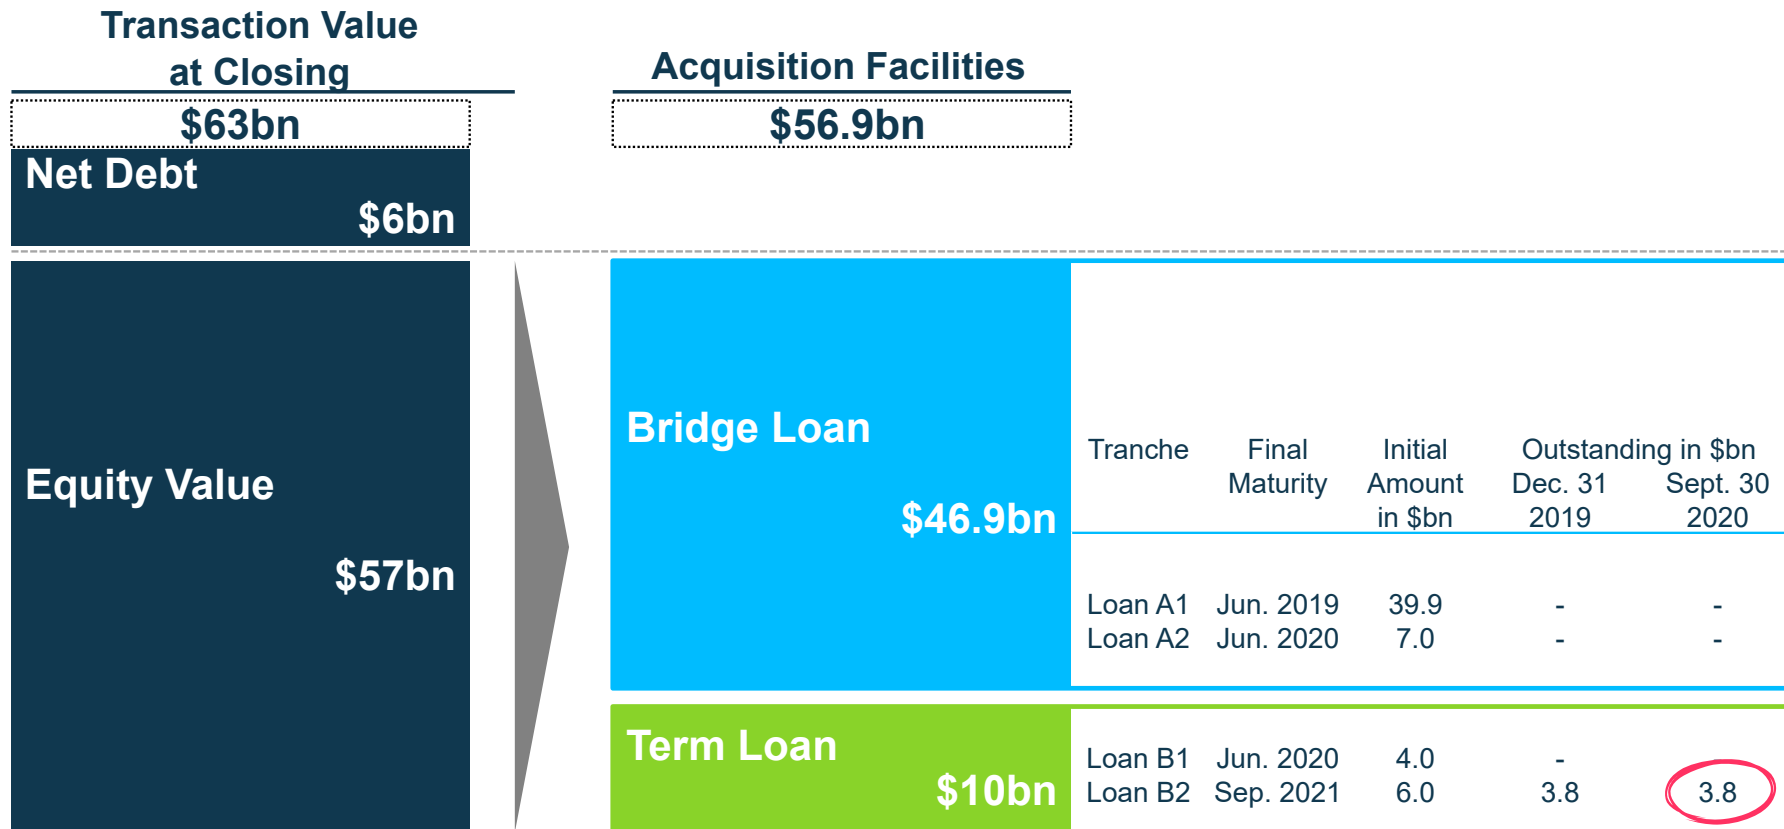 Transaction Value
at Closing
$63bn
Net Debt
$6bn
Equity Value
$57bn
Acquisition Facilities
$56.9bn
Bridge Loan
$46.9bn
Tranche Final Initial Outstanding in $bn
Maturity Amount Dec. 31 Sept. 30
in $bn 2019 2020
Loan A1 Jun. 2019 39.9 - -
Loan A2 Jun. 2020 7.0 - -
Term Loan
$10bn
Loan B1 Jun. 2020 4.0 -
Loan B2 Sep. 2021 6.0 3.8 3.8